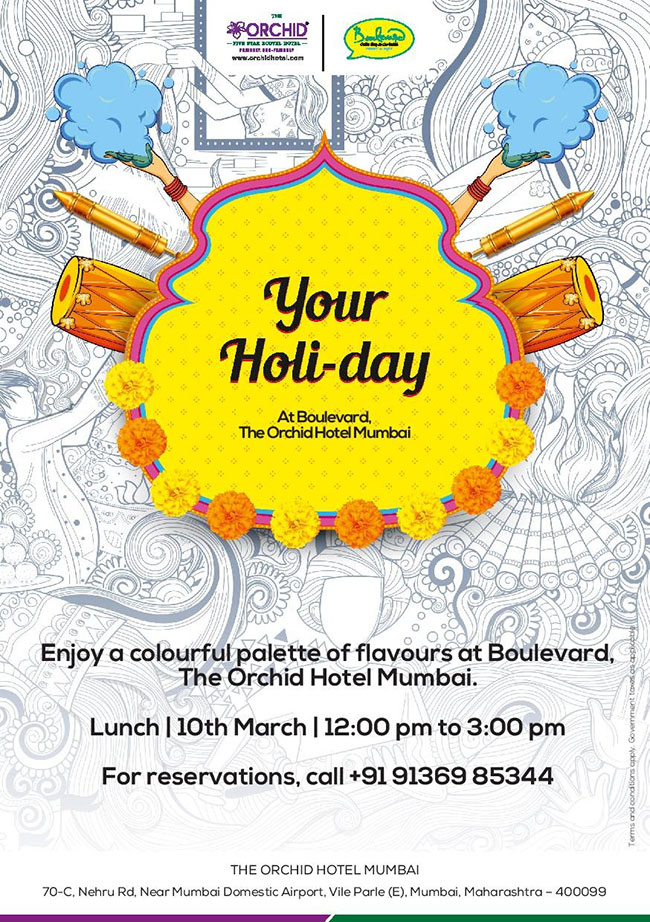 THE
ORCHID
FIVE STAR ECOTEL HOTEL
www.orchidhotel.com
Boulevard
Your
Holi-day
At Boulevard,
The Orchid Hotel Mumbai
Enjoy a colourful palette of flavours at Boulevard,
The Orchid Hotel Mumbai.
Lunch | 10th March | 12:00 pm to 3:00 pm
For reservations, call +91 91369 85344
Terms and conditions apply. Government taxes as applicable
THE ORCHID HOTEL MUMBAI
70-C, Nehru Rd, Near Mumbai Domestic Airport, Vile Parle (E), Mumbai, Maharashtra – 400099